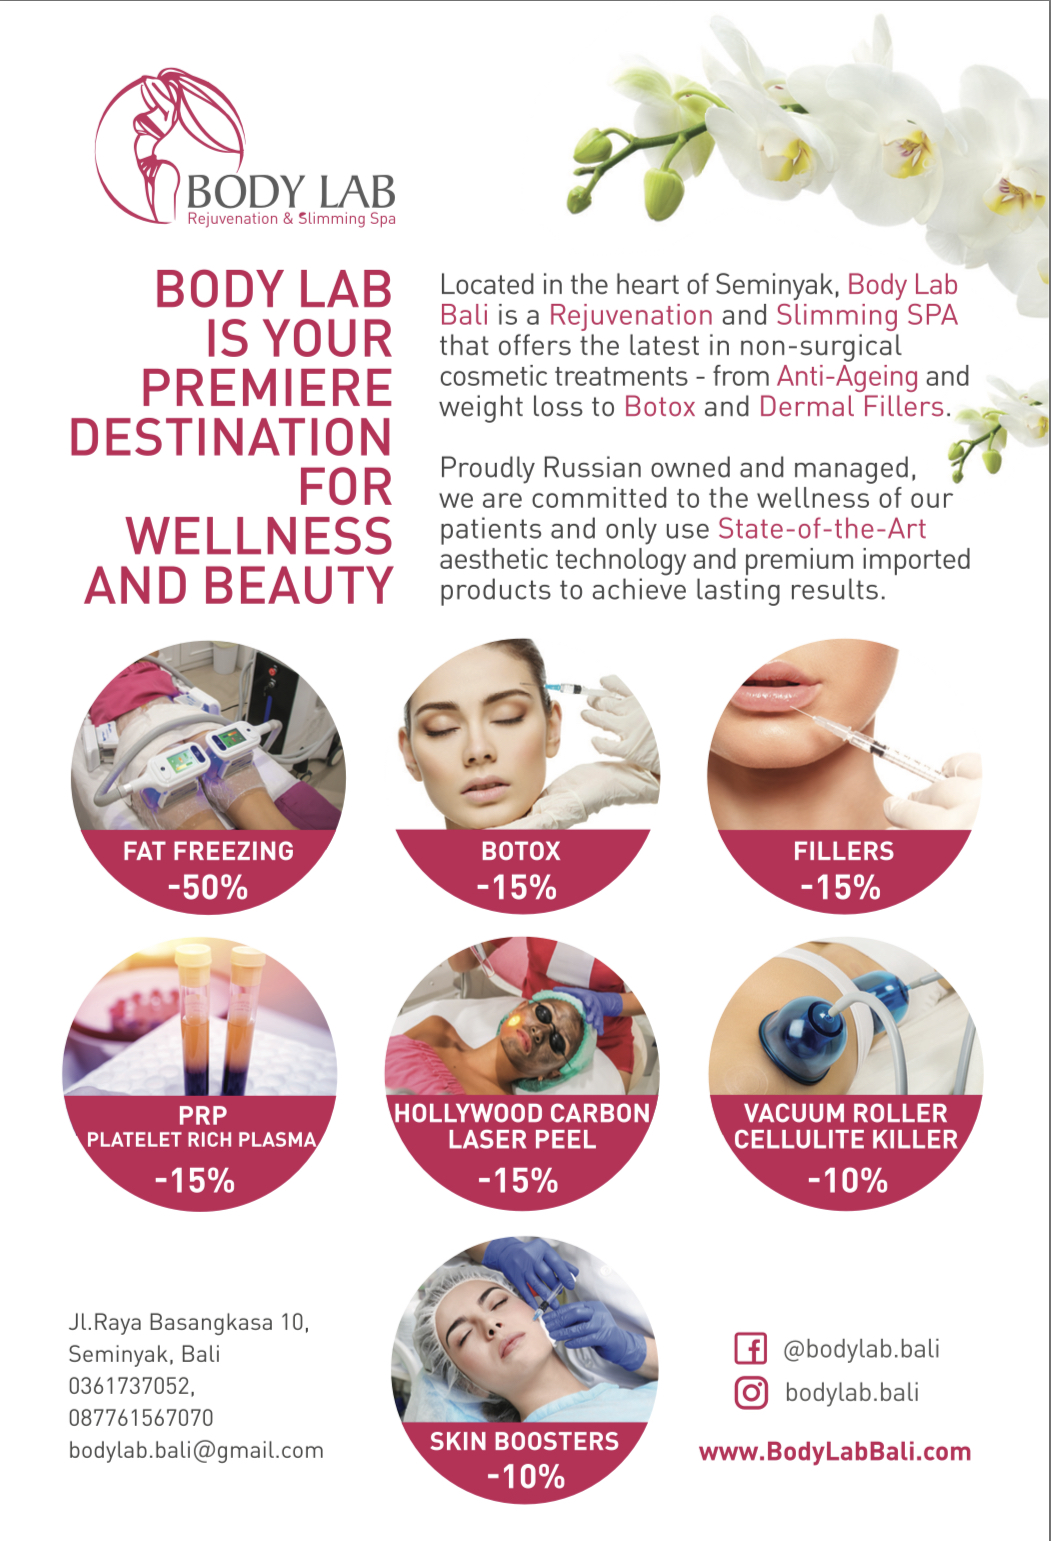 BODY LAB
Rejuvenation & Slimming Spa
BODY LAB
IS YOUR
PREMIERE
DESTINATION
FOR
WELLNESS
AND BEAUTY
Located in the heart of Seminyak, Body Lab
Bali is a Rejuvenation and Slimming SPA
that offers the latest in non-surgical
cosmetic treatments - from Anti-Ageing and
weight loss to Botox and Dermal Fillers.
Proudly Russian owned and managed,
we are committed to the wellness of our
patients and only use State-of-the-Art
aesthetic technology and premium imported
products to achieve lasting results.
FAT FREEZING
-50%
BOTOX
-15%
FILLERS
-15%
PRP
PLATELET RICH PLASMA
-15%
HOLLYWOOD CARBON
LASER PEEL
-15%
VACUUM ROLLER
CELLULITE KILLER
-10%
SKIN BOOSTERS
-10%
Jl.Raya Basangkasa 10,
Seminyak, Bali
0361737052,
087761567070
bodylab.bali@gmail.com
@bodylab.bali
bodylab.bali
www.BodyLabBali.com